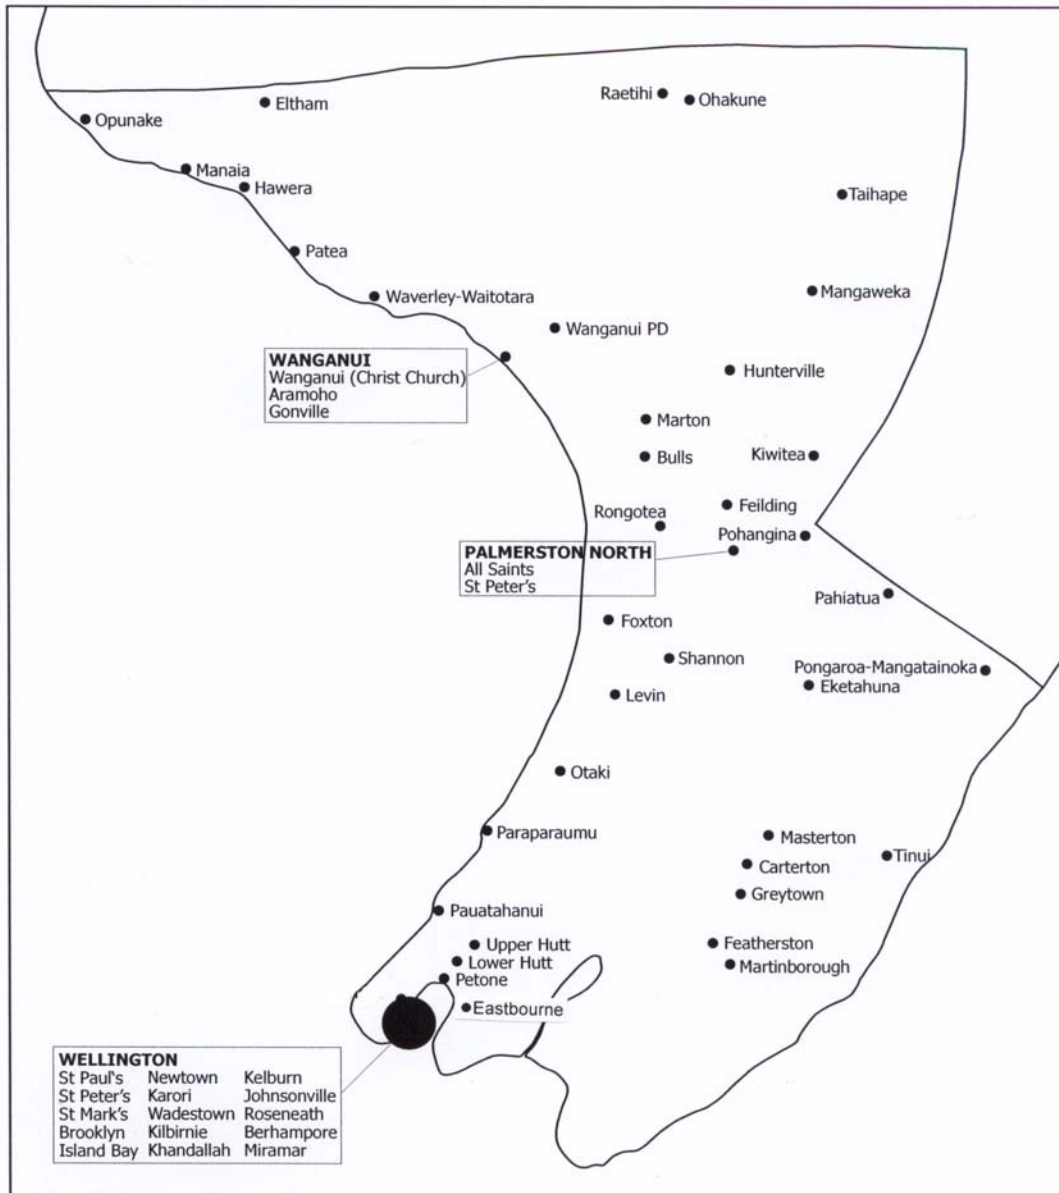 Raetihi
Ohakune
Eltham
Opunake
Manaia
Hawera
Taihape
Patea
Mangaweka
Waverley-Waitotara
Wanganui PD
WANGANUI
Wanganui (Christ Church)
Aramoho
Gonville
Hunterville
Marton
Bulls
Kiwitea
Feilding
Rongotea
Pohangina
PALMERSTON NORTH
All Saints
St Peter's
Pahiatua
Foxton
Shannon
Pongaroa-Mangatainoka
Eketahuna
Levin
Otaki
Paraparaumu
Masterton
Tinui
Carterton
Greytown
Pauatahanui
Upper Hutt
Featherston
Lower Hutt
Martinborough
Petone
Eastbourne
WELLINGTON
St Paul's Newtown Kelburn
St Peter's Karori Johnsonville
St Mark's Wadestown Roseneath
Brooklyn Kilbirnie Berhampore
Island Bay Khandallah Miramar